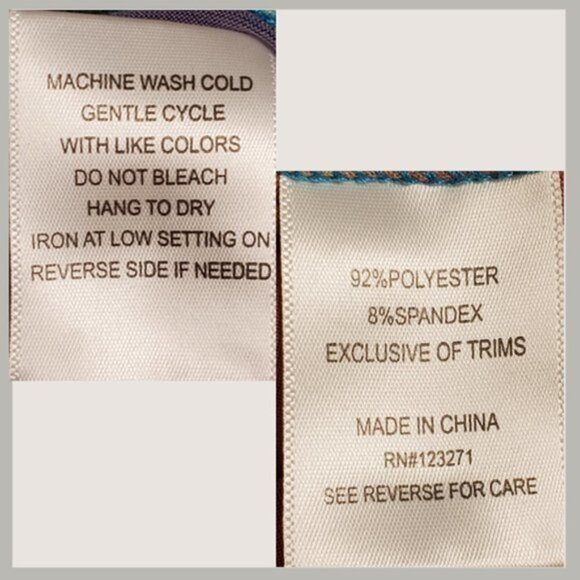 MACHINE WASH COLD
GENTLE CYCLE
WITH LIKE COLORS
DO NOT BLEACH
HANG TO DRY
IRON AT LOW SETTING ON
REVERSE SIDE IF NEEDED
92%POLYESTER
8%SPANDEX
EXCLUSIVE OF TRIMS
MADE IN CHINA
RN#123271
SEE REVERSE FOR CARE